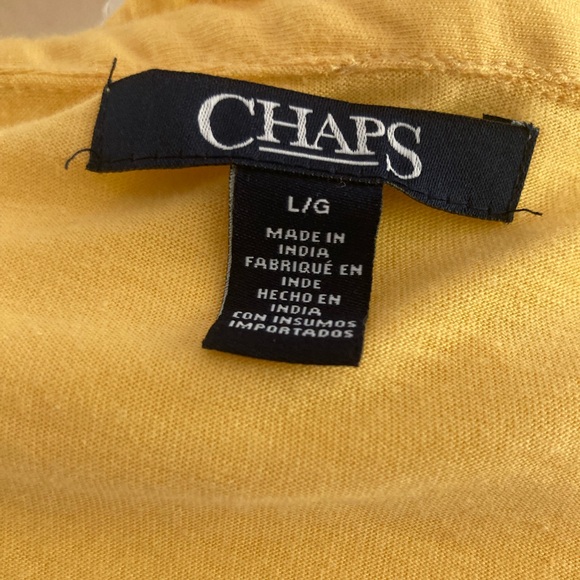 CHAPS
L/G
MADE IN
INDIA
FABRIQUÉ EN
INDE
HECHO EN
INDIA
CON INSUMOS
IMPORTADOS